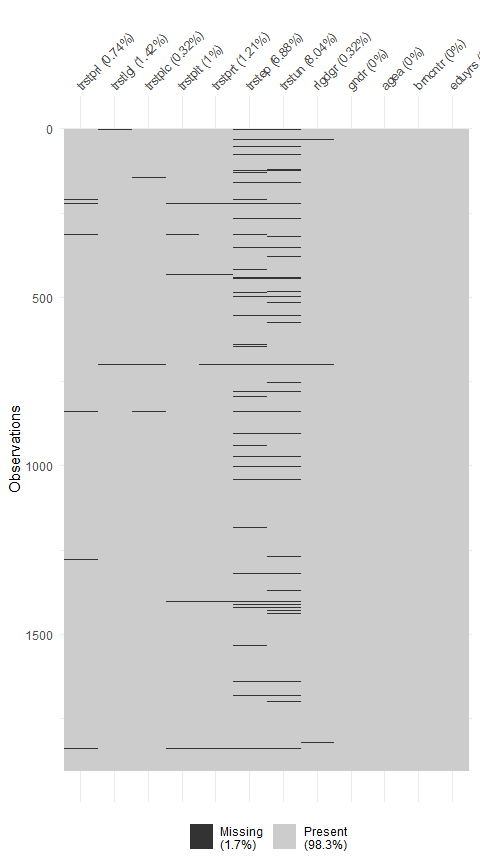 trstprl (0.74%)
trstlgl (1.42%)
trstplc (0.32%)
trstplt (1%)
trstprt (1.21%)
trstep (6.88%)
trstun (8.04%)
rlgdgr (0.32%)
gndr (0%)
agea (0%)
brncntr (0%)
eduyrs
0
500
1000
1500
Observations
Missing
(1.7%)
Present
(98.3%)